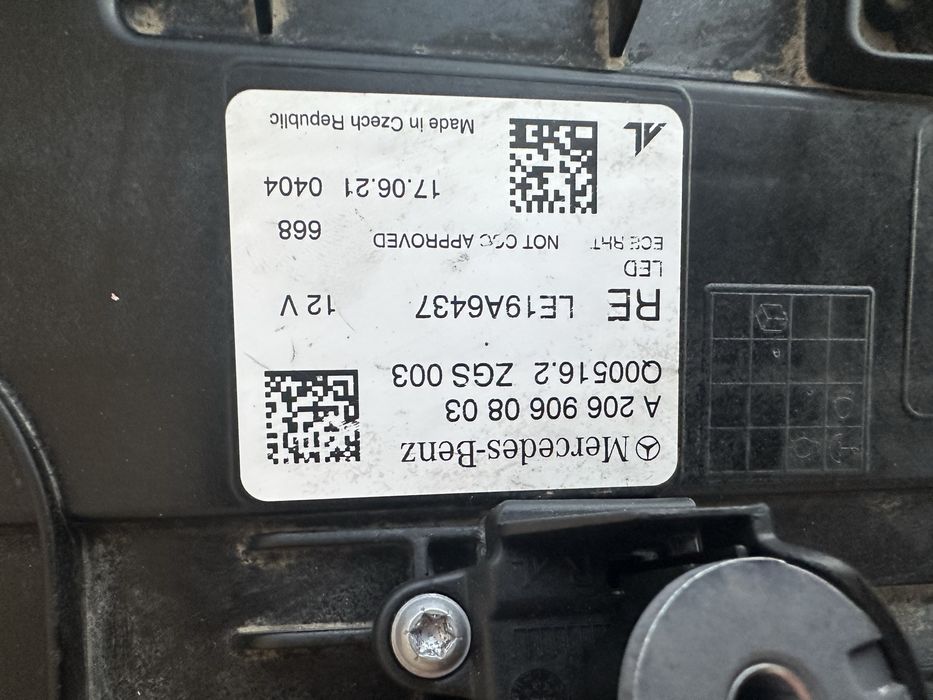 Mercedes-Benz
A 206 906 08 03
Q00516.2 ZGS 003
RE LE19A6437 12 V
LED
ECE RHT NOT CCC APPROVED 668
17.06.21 0404
AL Made in Czech Republic